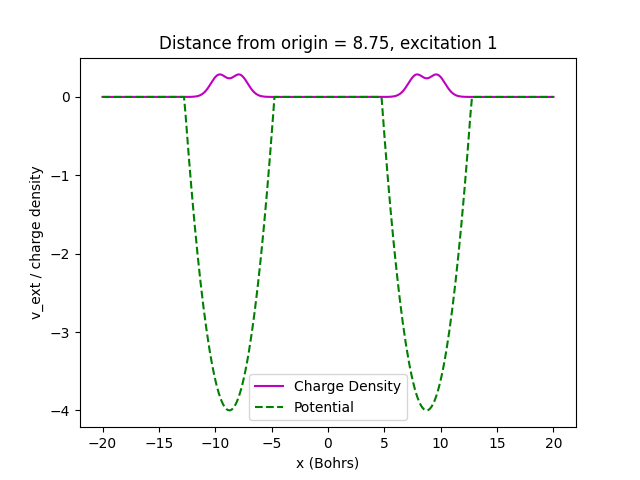 Distance from origin = 8.75, excitation 1
v_ext / charge density
0
−1
−2
−3
−4
Charge Density
Potential
−20 −15 −10 −5 0 5 10 15 20
x (Bohrs)